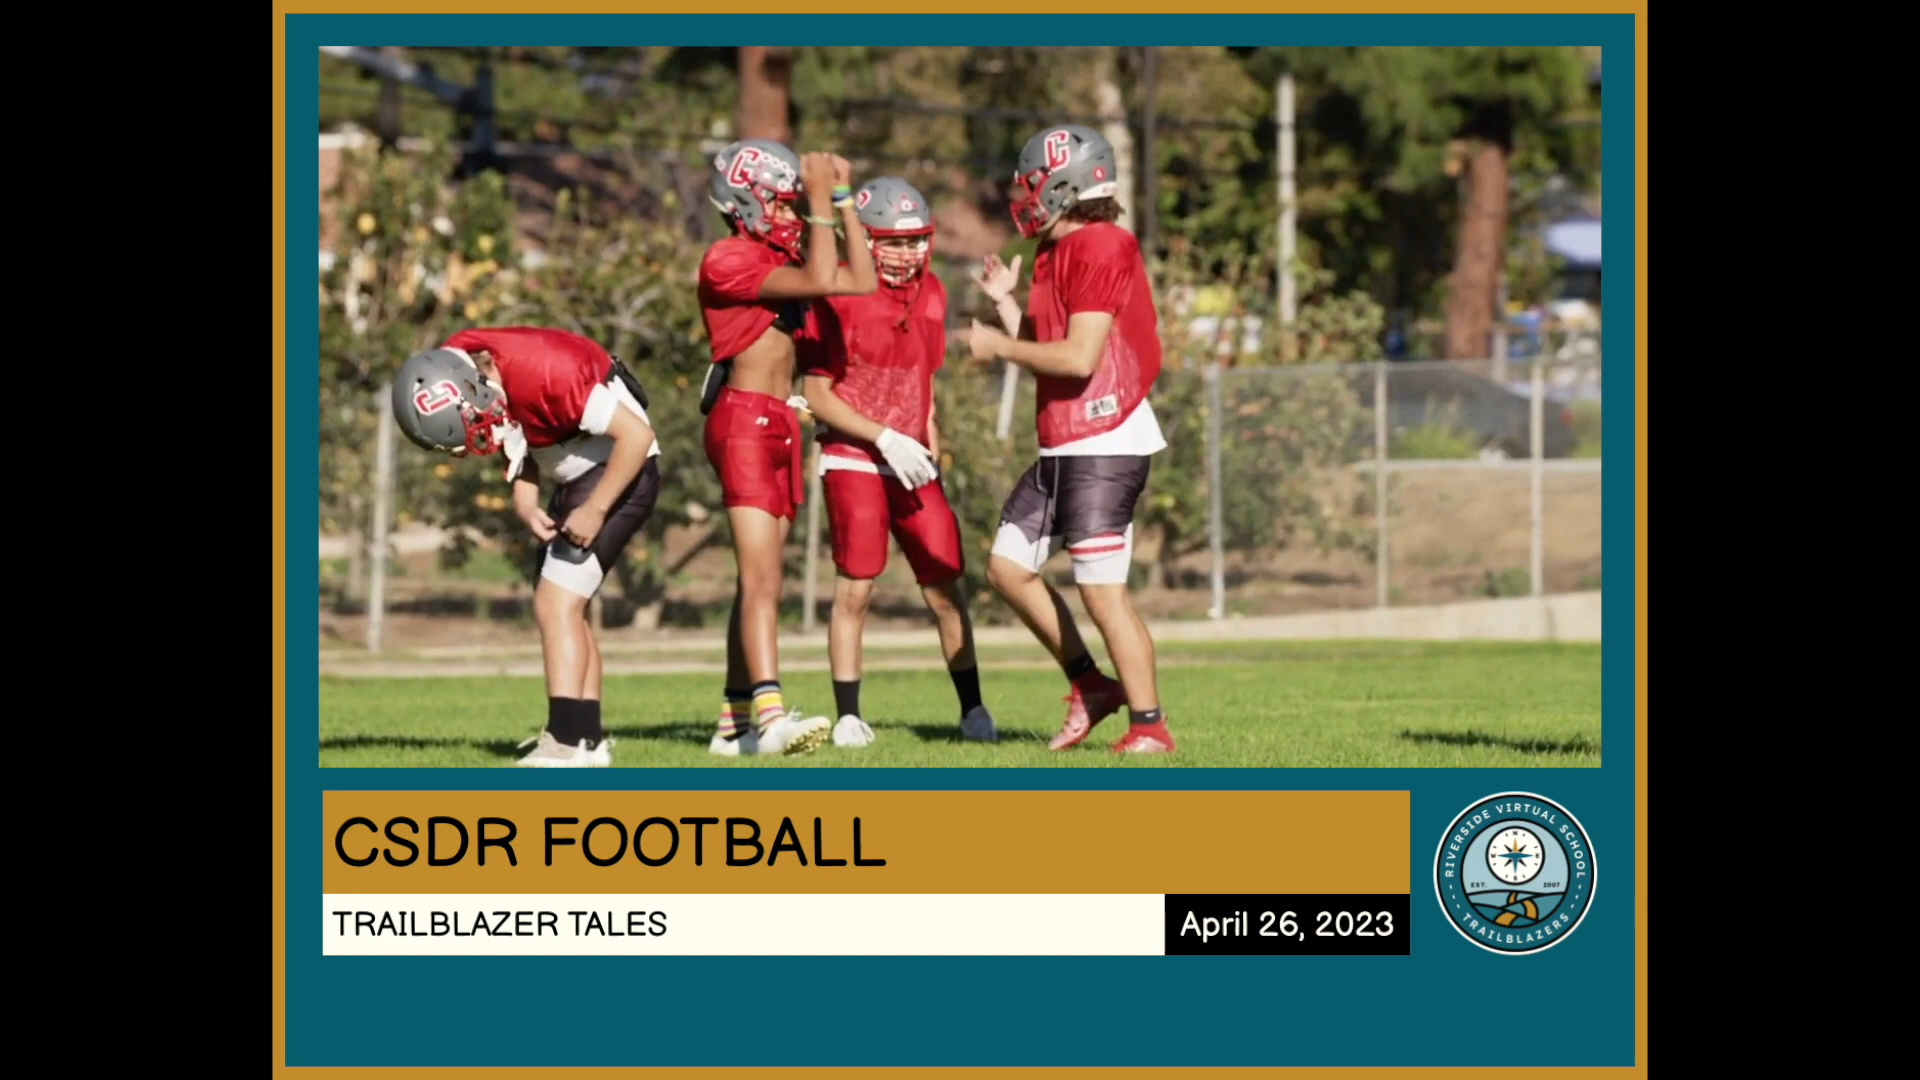 C
C
C
CSDR FOOTBALL
TRAILBLAZER TALES
April 26, 2023
RIVERSIDE VIRTUAL SCHOOL
EST. 2007
TRAILBLAZERS